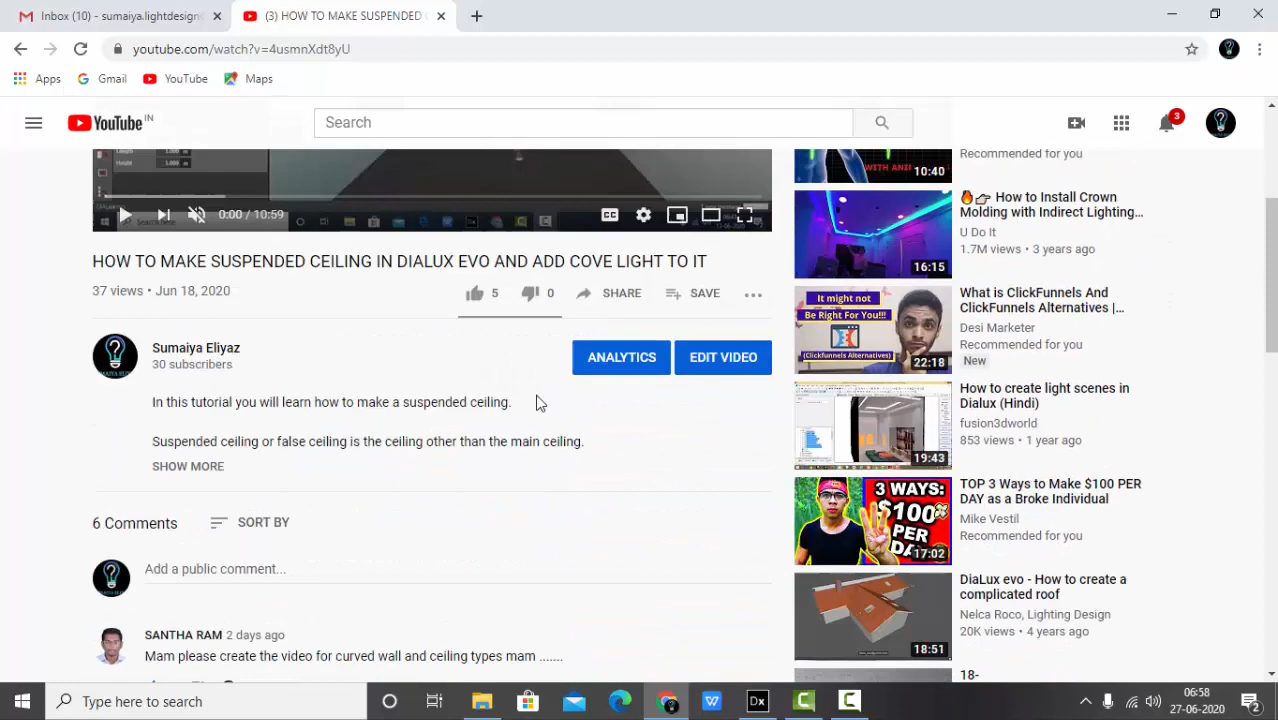 Inbox (10) - sumaiya.lightdesign
(3) HOW TO MAKE SUSPENDED C
youtube.com/watch?v=4usmnXdt8yU
Apps
Gmail
YouTube
Maps
YouTube IN
Search
3
WITH ANI
10:40
Recommended for you
Length
1.000
Height
1.000
0:00 / 10:59
HOW TO MAKE SUSPENDED CEILING IN DIALUX EVO AND ADD COVE LIGHT TO IT
37 views • Jun 18, 2020
5
0
SHARE
SAVE
Sumaiya Eliyaz
30 subscribers
ANALYTICS
EDIT VIDEO
In this tutorial you will learn how to make a suspended ceiling.
Suspended ceiling or false ceiling is the ceiling other than the main ceiling.
SHOW MORE
6 Comments
SORT BY
Add a public comment...
SANTHA RAM 2 days ago
Mam please create the video for curved wall and ceiling types mam .......
16:15
🔥👉 How to Install Crown
Molding with Indirect Lighting...
U Do It
1.7M views • 3 years ago
It might not
Be Right For You!!!
(Clickfunnels Alternatives)
22:18
What is ClickFunnels And
ClickFunnels Alternatives |...
Desi Marketer
Recommended for you
New
19:43
How to create light scenes in
Dialux (Hindi)
fusion3dworld
853 views • 1 year ago
3 WAYS:
$100
PER
DA
17:02
TOP 3 Ways to Make $100 PER
DAY as a Broke Individual
Mike Vestil
Recommended for you
18:51
DiaLux evo - How to create a
complicated roof
Nelca Roco, Lighting Design
20K views • 4 years ago
18-
Type here to search
Dx
06:58
27-06-2020
2